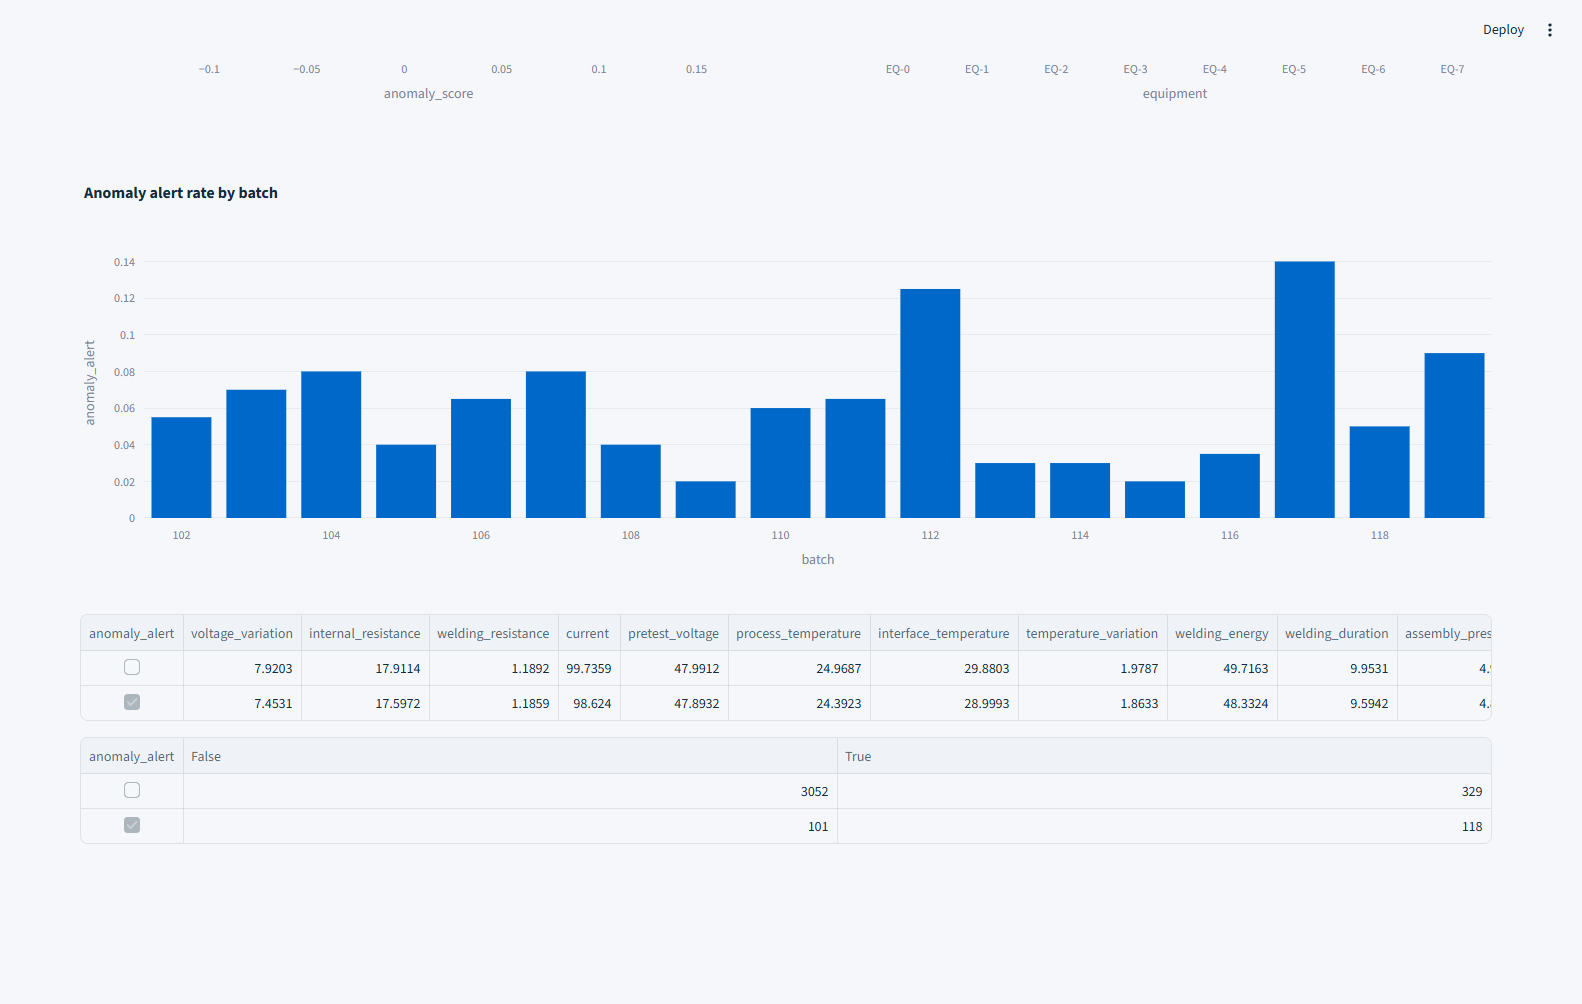 Deploy
−0.1 −0.05 0 0.05 0.1 0.15
anomaly_score
EQ-0 EQ-1 EQ-2 EQ-3 EQ-4 EQ-5 EQ-6 EQ-7
equipment
Anomaly alert rate by batch
0.14
0.12
0.1
0.08
0.06
0.04
0.02
0
anomaly_alert
102 104 106 108 110 112 114 116 118
batch
anomaly_alert voltage_variation internal_resistance welding_resistance current pretest_voltage process_temperature interface_temperature temperature_variation welding_energy welding_duration assembly_pres
7.9203 17.9114 1.1892 99.7359 47.9912 24.9687 29.8803 1.9787 49.7163 9.9531 4.
7.4531 17.5972 1.1859 98.624 47.8932 24.3923 28.9993 1.8633 48.3324 9.5942 4.
anomaly_alert False True
3052 329
101 118